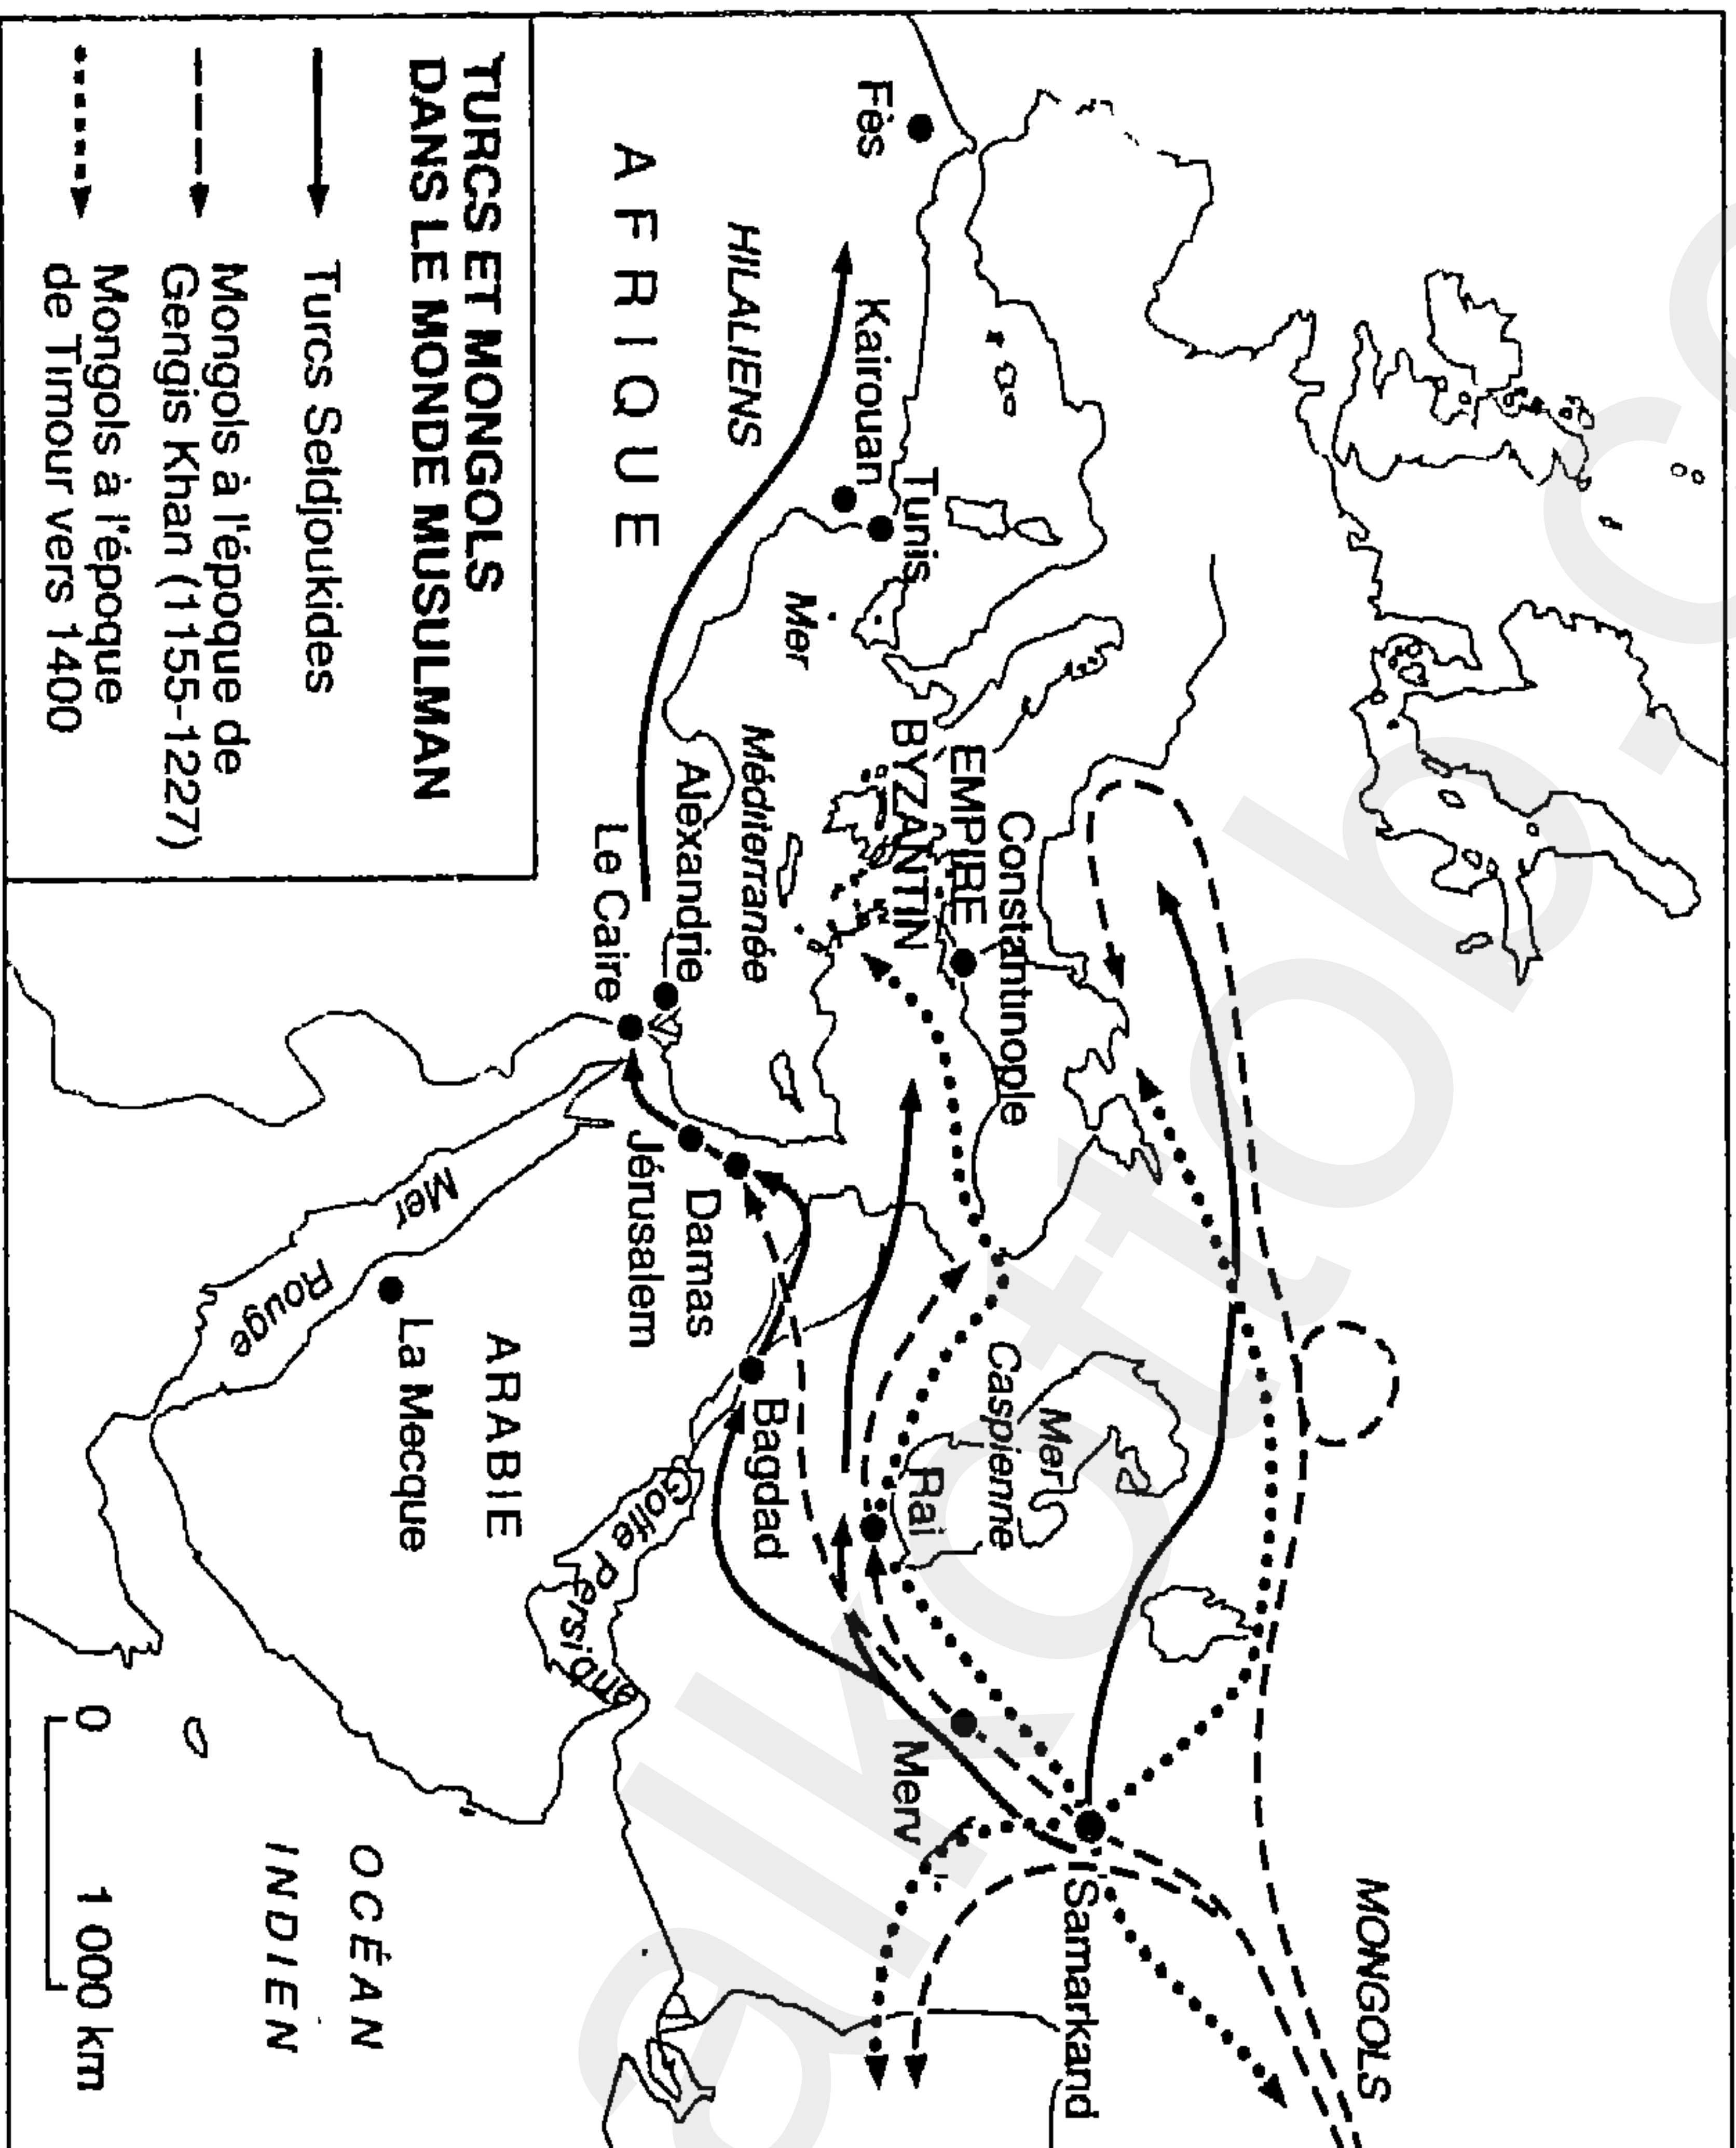 MONGOLS
Samarkand
Mer
Caspienne
Constantinople
EMPIRE
BYZANTIN
Rai
Merv
Fès
Kairouan
Tunis
Mer
Méditerranée
HILALIENS
AFRIQUE
Alexandrie
Le Caire
Jérusalem
Damas
Bagdad
Golfe Persique
ARABIE
La Mecque
Mer
Rouge
OCÉAN
INDIEN
TURCS ET MONGOLS
DANS LE MONDE MUSULMAN
Turcs Seldjoukides
Mongols à l'époque de
Gengis Khan (1155-1227)
Mongols à l'époque
de Timour vers 1400
0 1 000 km